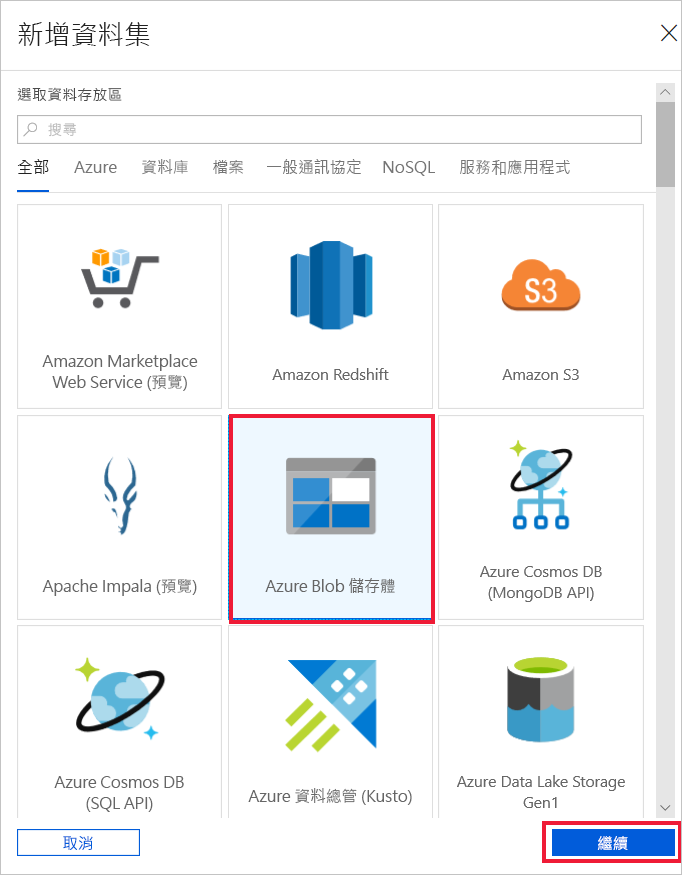 新增資料集
選取資料存放區
搜尋
全部 Azure 資料庫 檔案 一般通訊協定 NoSQL 服務和應用程式
Amazon Marketplace
Web Service (預覽)
Amazon Redshift
S3
Amazon S3
Apache Impala (預覽)
Azure Blob 儲存體
Azure Cosmos DB
(MongoDB API)
Azure Cosmos DB
(SQL API)
Azure 資料總管 (Kusto)
Azure Data Lake Storage
Gen1
取消
繼續